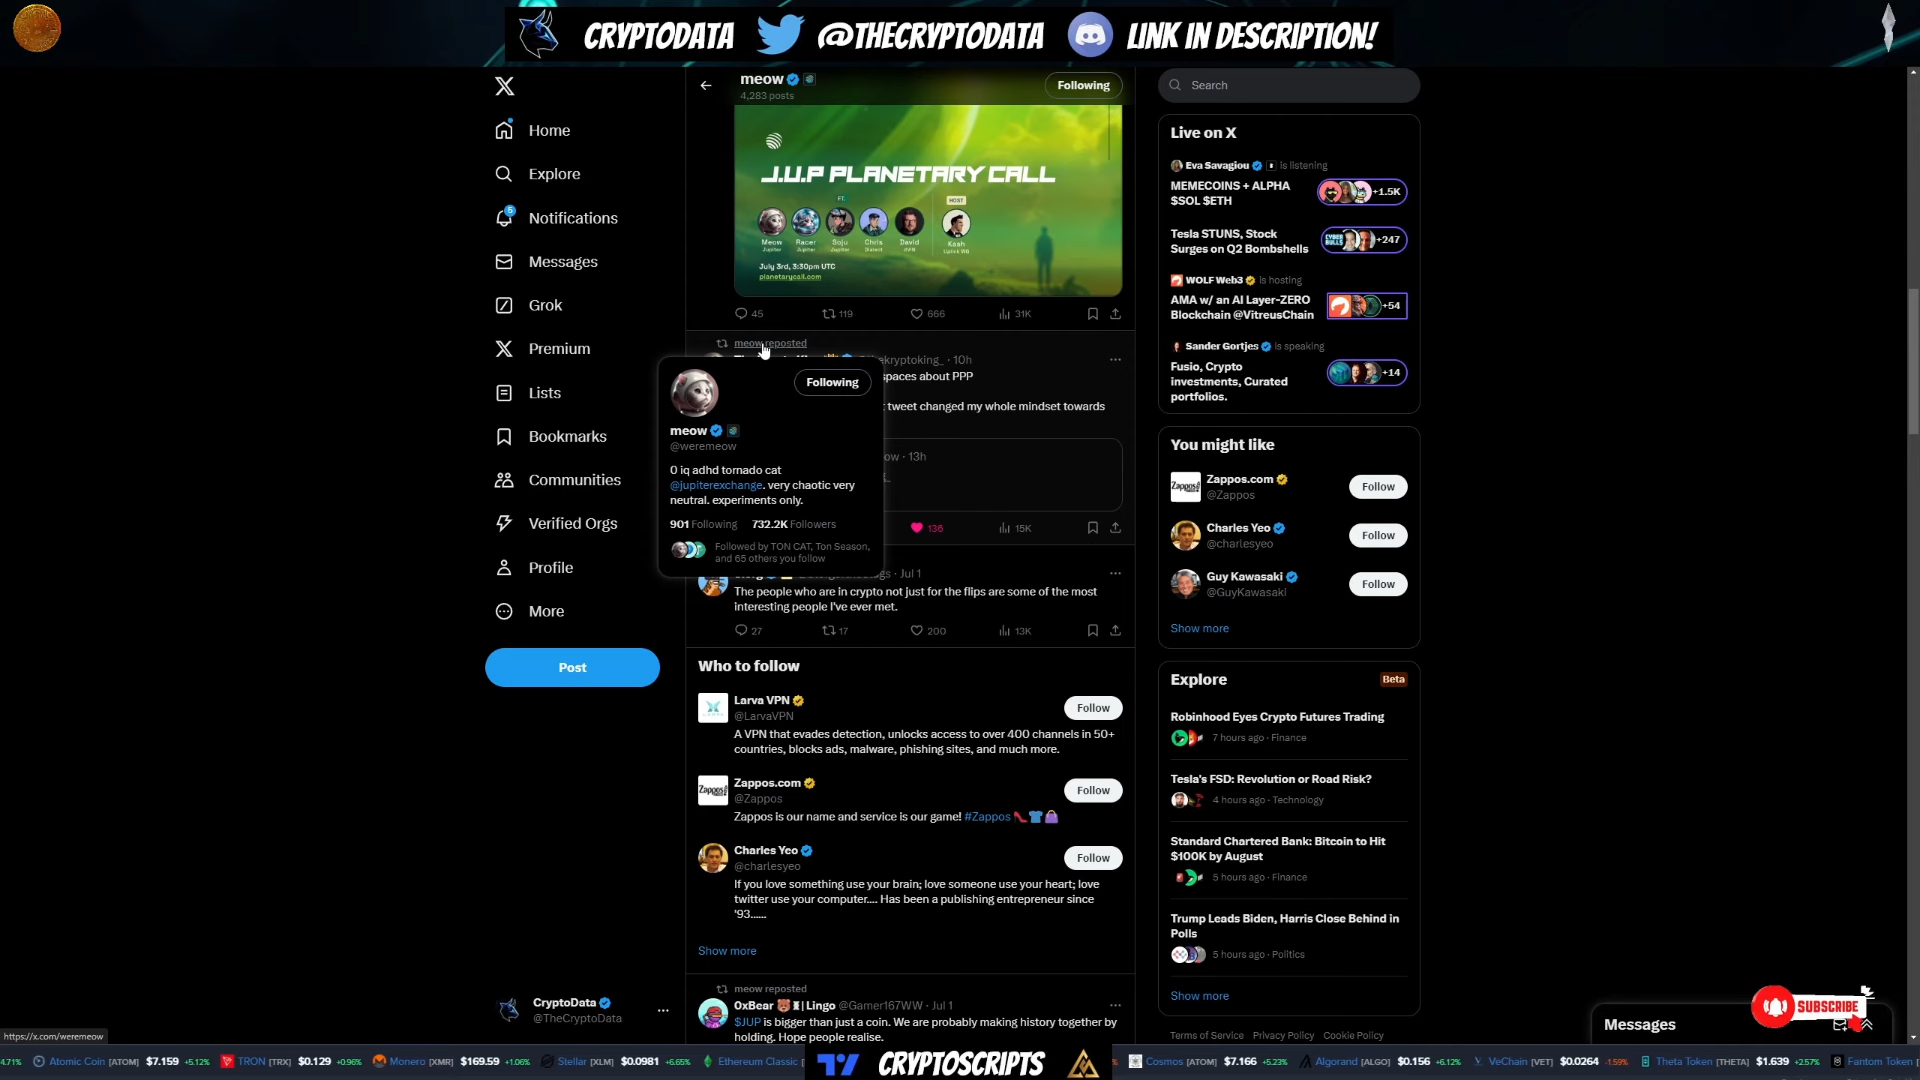 CRYPTODATA @THECRYPTODATA LINK IN DESCRIPTION!
Home
Explore
5
Notifications
Messages
Grok
Premium
Lists
Bookmarks
Communities
Verified Orgs
Profile
More
Post
CryptoData
@TheCryptoData
meow
4,283 posts
Following
J.U.P PLANETARY CALL
FT.
HOST
Meow Racer Soju Chris David Kash
Jupiter Jupiter Jupiter
July 3rd, 3:30pm UTC
planetarycall.com
45 119 666 31K
meow reposted
ekryptoking_ · 10h
spaces about PPP
tweet changed my whole mindset towards
ow · 13h
136 15K
Following
meow
@weremeow
0 iq adhd tornado cat
@jupiterexchange. very chaotic very
neutral. experiments only.
901 Following 732.2K Followers
Followed by TON CAT, Ton Season,
and 65 others you follow
· Jul 1
The people who are in crypto not just for the flips are some of the most
interesting people I've ever met.
27 17 200 13K
Who to follow
Larva VPN
@LarvaVPN
Follow
A VPN that evades detection, unlocks access to over 400 channels in 50+
countries, blocks ads, malware, phishing sites, and much more.
Zappos.com
@Zappos
Follow
Zappos is our name and service is our game! #Zappos
Charles Yeo
@charlesyeo
Follow
If you love something use your brain; love someone use your heart; love
twitter use your computer.... Has been a publishing entrepreneur since
'93......
Show more
meow reposted
0xBear | Lingo @Gamer167WW · Jul 1
$JUP is bigger than just a coin. We are probably making history together by
holding. Hope people realise.
Search
Live on X
Eva Savagiou is listening
MEMECOINS + ALPHA
$SOL $ETH
+1.5K
Tesla STUNS, Stock
Surges on Q2 Bombshells
CYBER
BULLS
+247
WOLF Web3 is hosting
AMA w/ an AI Layer-ZERO
Blockchain @VitreusChain
+54
Sander Gortjes is speaking
Fusio, Crypto
investments, Curated
portfolios.
+14
You might like
Zappos.com
@Zappos
Follow
Charles Yeo
@charlesyeo
Follow
Guy Kawasaki
@GuyKawasaki
Follow
Show more
Explore
Beta
Robinhood Eyes Crypto Futures Trading
7 hours ago · Finance
Tesla's FSD: Revolution or Road Risk?
4 hours ago · Technology
Standard Chartered Bank: Bitcoin to Hit
$100K by August
5 hours ago · Finance
Trump Leads Biden, Harris Close Behind in
Polls
5 hours ago · Politics
Show more
Terms of Service Privacy Policy Cookie Policy
Messages
SUBSCRIBE
https://x.com/weremeow
4.71% Atomic Coin [ATOM] $7.159 +5.12% TRON [TRX] $0.129 +0.96% Monero [XMR] $169.59 +1.06% Stellar [XLM] $0.0981 +6.65% Ethereum Classic [
CRYPTOSCRIPTS
Cosmos [ATOM] $7.166 +5.23% Algorand [ALGO] $0.156 +6.12% VeChain [VET] $0.0264 -1.59% Theta Token [THETA] $1.639 +2.57% Fantom Token [